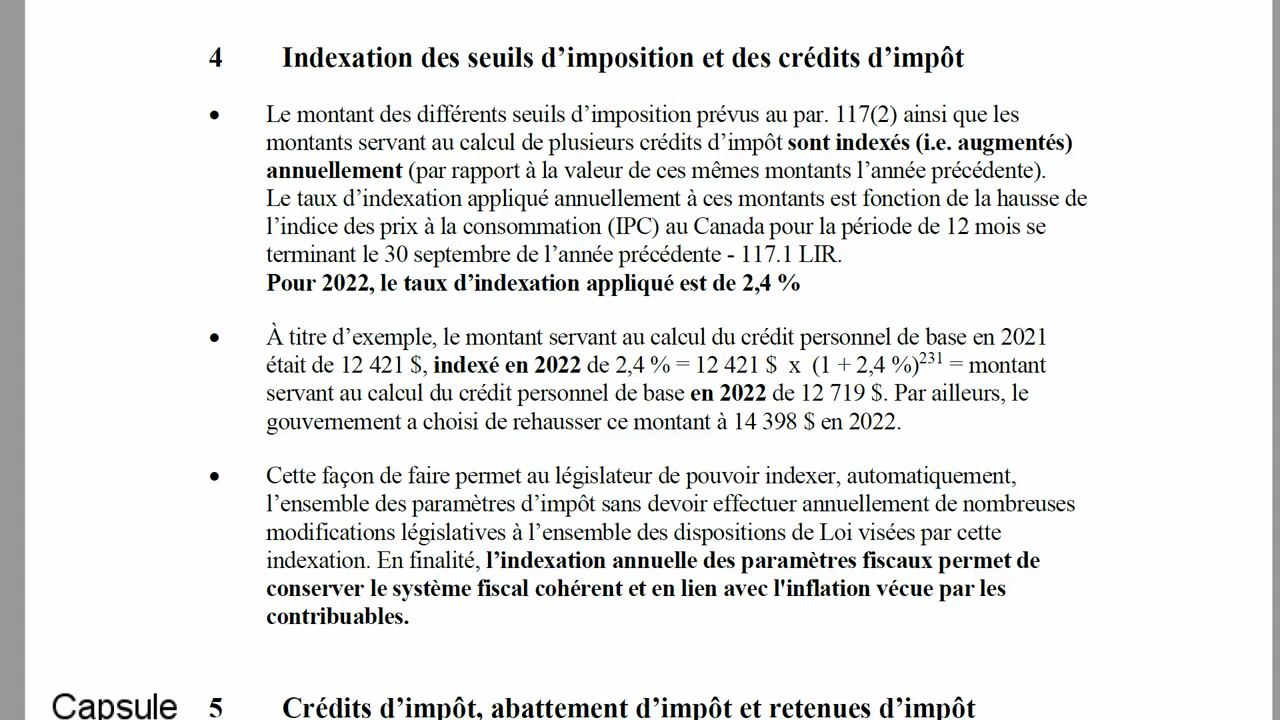 4 Indexation des seuils d’imposition et des crédits d’impôt
• Le montant des différents seuils d’imposition prévus au par. 117(2) ainsi que les
montants servant au calcul de plusieurs crédits d’impôt sont indexés (i.e. augmentés)
annuellement (par rapport à la valeur de ces mêmes montants l’année précédente).
Le taux d’indexation appliqué annuellement à ces montants est fonction de la hausse de
l’indice des prix à la consommation (IPC) au Canada pour la période de 12 mois se
terminant le 30 septembre de l’année précédente - 117.1 LIR.
Pour 2022, le taux d’indexation appliqué est de 2,4 %
• À titre d’exemple, le montant servant au calcul du crédit personnel de base en 2021
était de 12 421 $, indexé en 2022 de 2,4 % = 12 421 $ x (1 + 2,4 %)231 = montant
servant au calcul du crédit personnel de base en 2022 de 12 719 $. Par ailleurs, le
gouvernement a choisi de rehausser ce montant à 14 398 $ en 2022.
• Cette façon de faire permet au législateur de pouvoir indexer, automatiquement,
l’ensemble des paramètres d’impôt sans devoir effectuer annuellement de nombreuses
modifications législatives à l’ensemble des dispositions de Loi visées par cette
indexation. En finalité, l’indexation annuelle des paramètres fiscaux permet de
conserver le système fiscal cohérent et en lien avec l'inflation vécue par les
contribuables.
Capsule 5 Crédits d’impôt, abattement d’impôt et retenues d’impôt